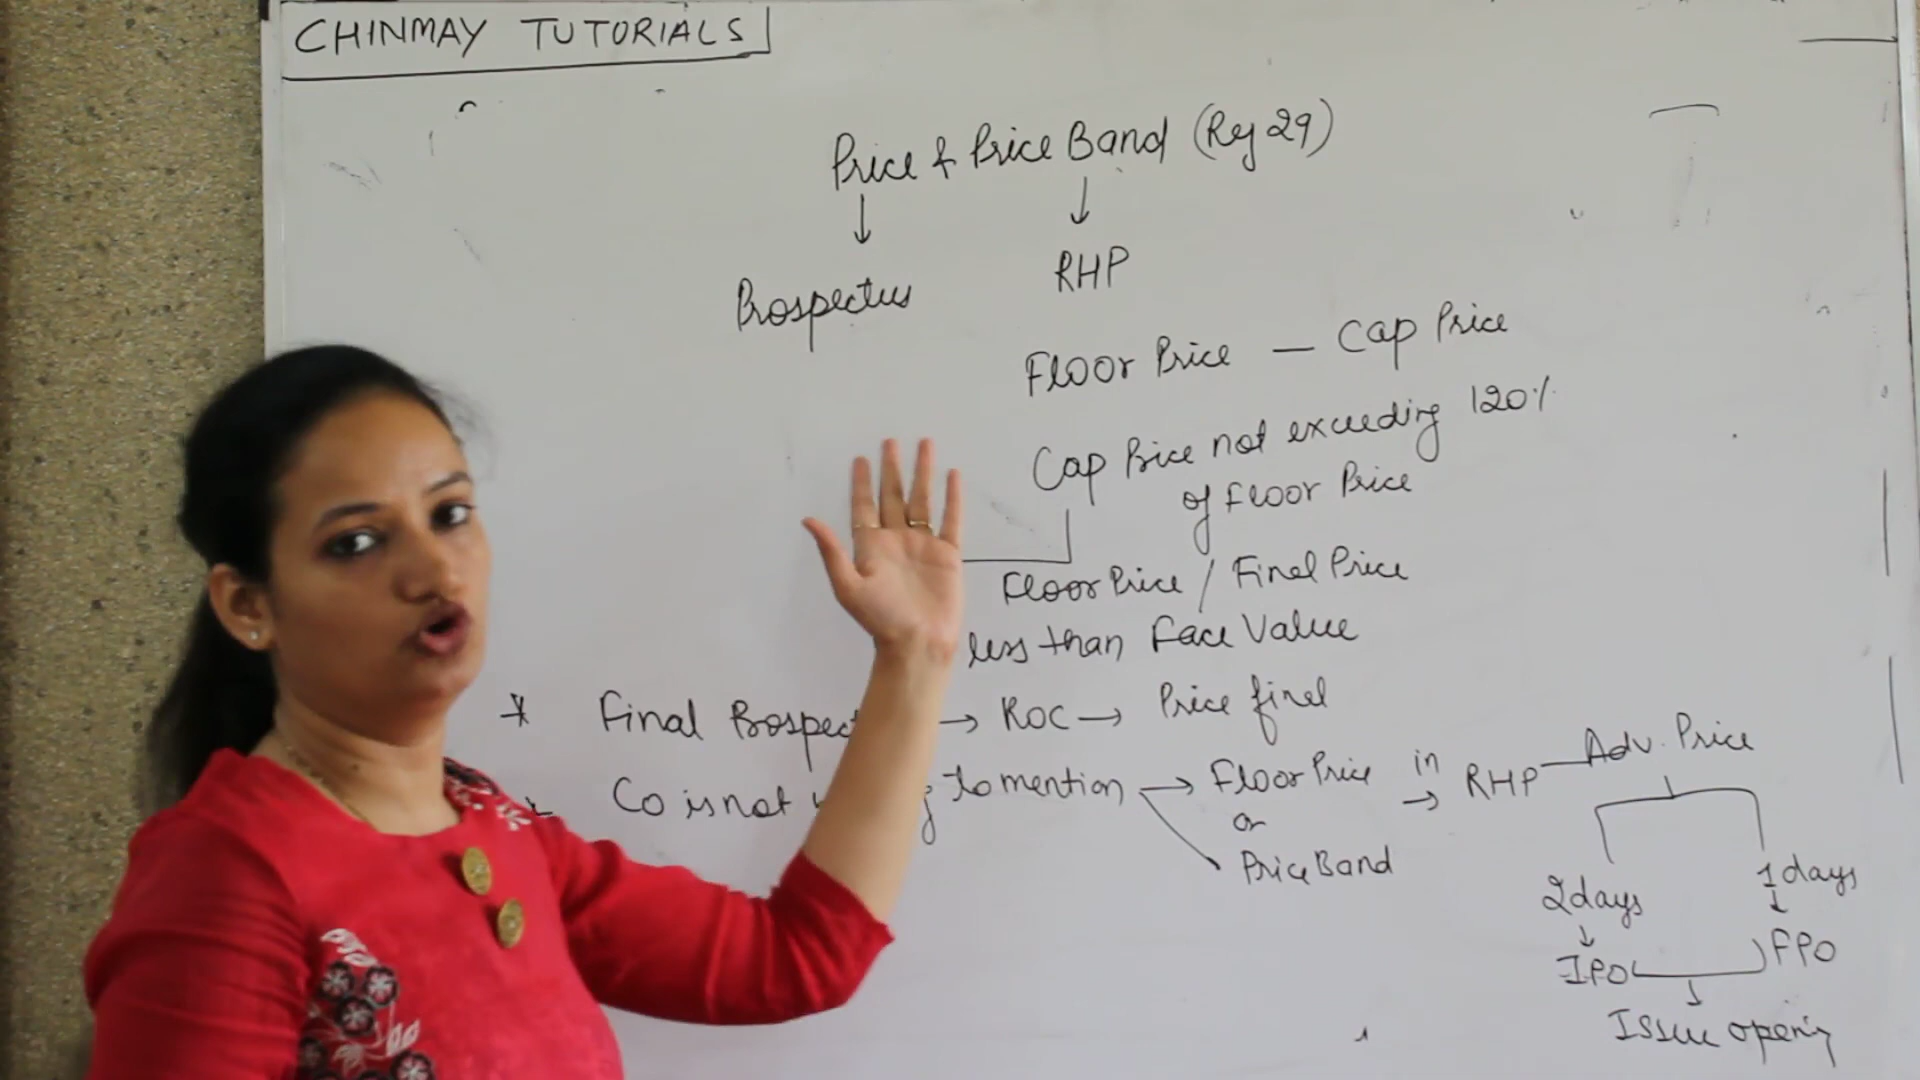 CHINMAY TUTORIALS
Price & Price Band (Reg 29)
↓ ↓
Prospectus RHP
Floor Price — Cap Price
Cap Price not exceeding 120%
of Floor Price
Floor Price / Final Price
less than Face Value
* Final Prospect → ROC → Price final
* Co is not to mention → Floor Price in → RHP — Adv. Price
or
Price Band
2 days 1 days
↓ ↓
IPO FPO
↓
Issue opening